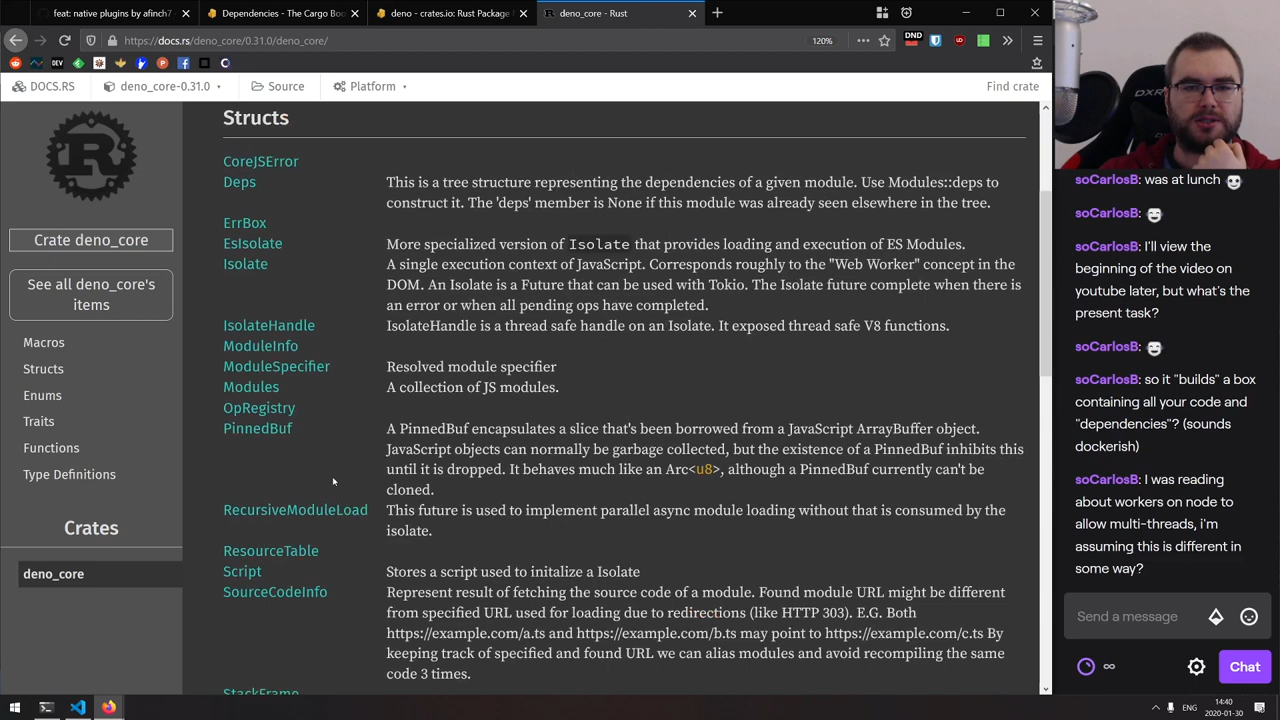 feat: native plugins by afinch7
Dependencies - The Cargo Boo
deno - crates.io: Rust Package
deno_core - Rust
https://docs.rs/deno_core/0.31.0/deno_core/
120%
DND
DEV
DOCS.RS
deno_core-0.31.0
Source
Platform
Find crate
Crate deno_core
See all deno_core's
items
Macros
Structs
Enums
Traits
Functions
Type Definitions
Crates
deno_core
Structs
CoreJSError
Deps
This is a tree structure representing the dependencies of a given module. Use Modules::deps to
construct it. The 'deps' member is None if this module was already seen elsewhere in the tree.
ErrBox
EsIsolate
More specialized version of Isolate that provides loading and execution of ES Modules.
Isolate
A single execution context of JavaScript. Corresponds roughly to the "Web Worker" concept in the
DOM. An Isolate is a Future that can be used with Tokio. The Isolate future complete when there is
an error or when all pending ops have completed.
IsolateHandle
IsolateHandle is a thread safe handle on an Isolate. It exposed thread safe V8 functions.
ModuleInfo
ModuleSpecifier
Resolved module specifier
Modules
A collection of JS modules.
OpRegistry
PinnedBuf
A PinnedBuf encapsulates a slice that's been borrowed from a JavaScript ArrayBuffer object.
JavaScript objects can normally be garbage collected, but the existence of a PinnedBuf inhibits this
until it is dropped. It behaves much like an Arc<u8>, although a PinnedBuf currently can't be
cloned.
RecursiveModuleLoad
This future is used to implement parallel async module loading without that is consumed by the
isolate.
ResourceTable
Script
Stores a script used to initalize a Isolate
SourceCodeInfo
Represent result of fetching the source code of a module. Found module URL might be different
from specified URL used for loading due to redirections (like HTTP 303). E.G. Both
https://example.com/a.ts and https://example.com/b.ts may point to https://example.com/c.ts By
keeping track of specified and found URL we can alias modules and avoid recompiling the same
code 3 times.
StackFrame
DXR
soCarlosB: was at lunch
soCarlosB:
soCarlosB: I'll view the
beginning of the video on
youtube later, but what's the
present task?
soCarlosB:
soCarlosB: so it "builds" a box
containing all your code and
"dependencies"? (sounds
dockerish)
soCarlosB: I was reading
about workers on node to
allow multi-threads, i'm
assuming this is different in
some way?
Send a message
∞
Chat
ENG
14:40
2020-01-30